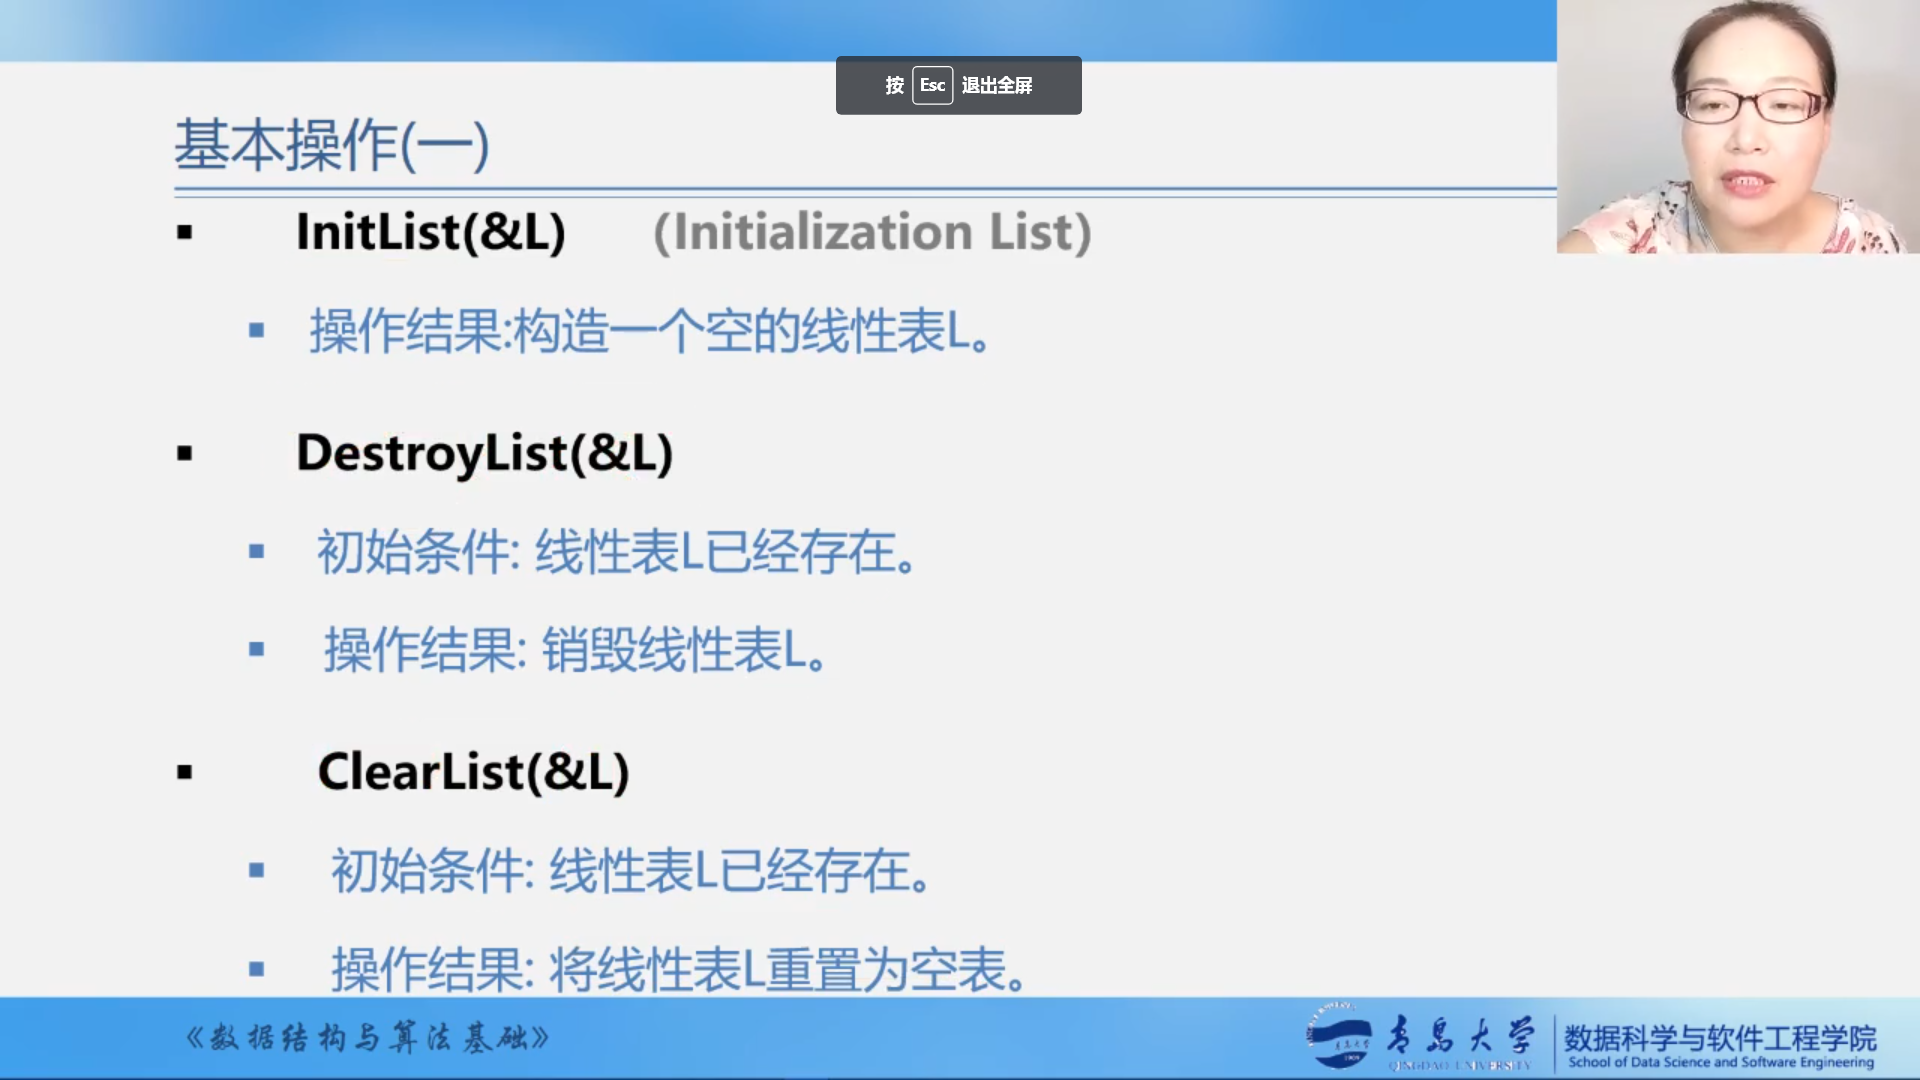 按 Esc 退出全屏
基本操作(一)
▪ InitList(&L) (Initialization List)
▪ 操作结果:构造一个空的线性表L。
▪ DestroyList(&L)
▪ 初始条件: 线性表L已经存在。
▪ 操作结果: 销毁线性表L。
▪ ClearList(&L)
▪ 初始条件: 线性表L已经存在。
▪ 操作结果: 将线性表L重置为空表。
《数据结构与算法基础》
青岛大学
QINGDAO UNIVERSITY
数据科学与软件工程学院
School of Data Science and Software Engineering